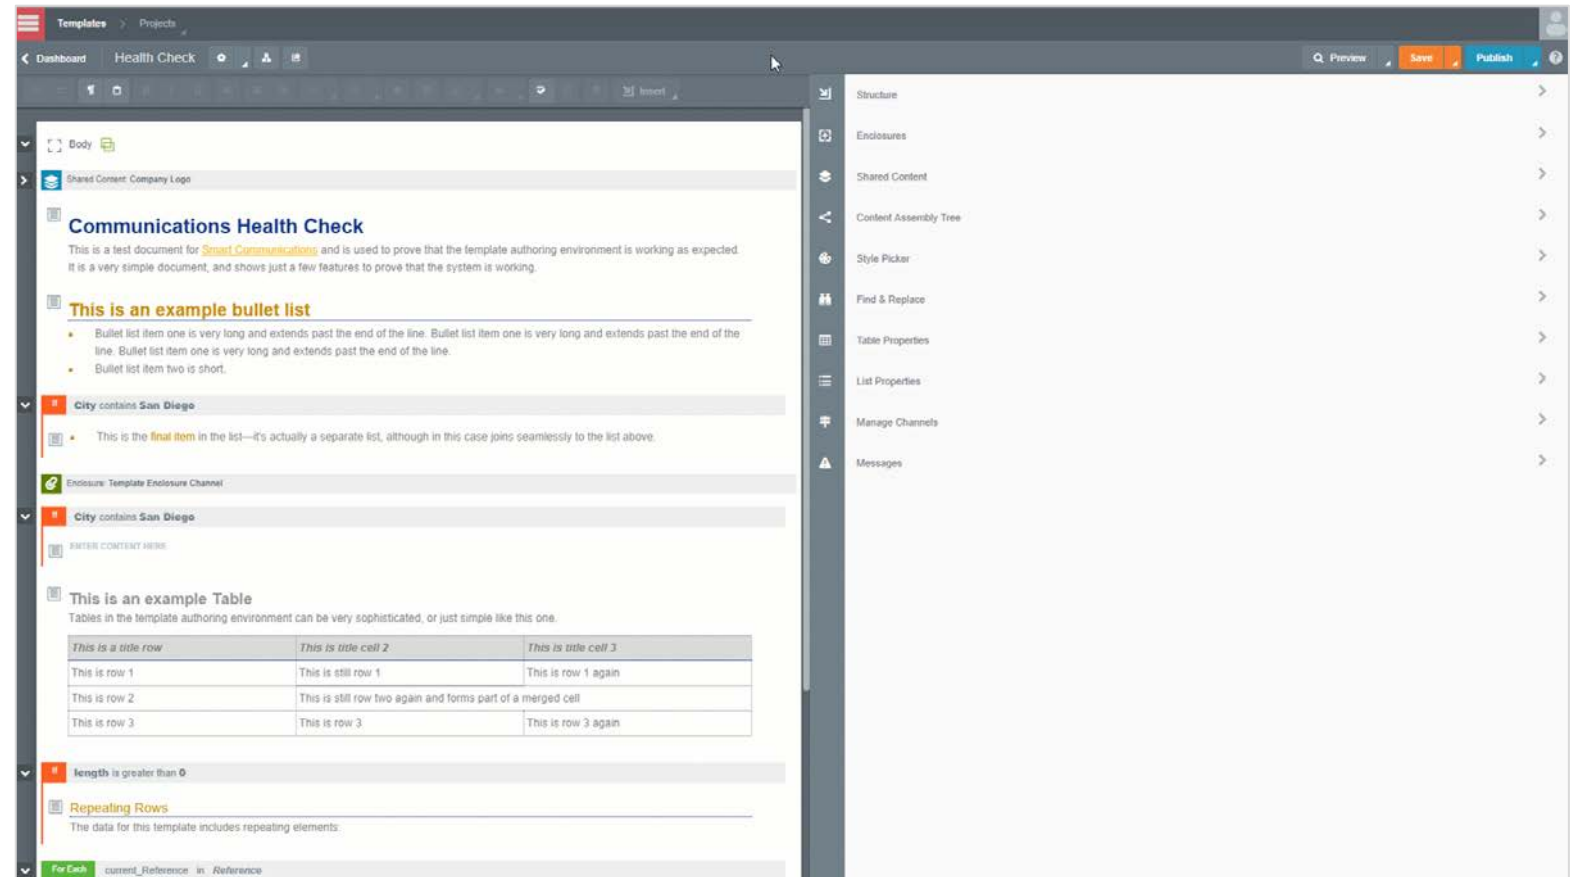 Templates > Projects
Dashboard Health Check
Preview Save Publish ?
Insert
Body
Shared Content: Company Logo
Communications Health Check
This is a test document for Smart Communications and is used to prove that the template authoring environment is working as expected.
It is a very simple document, and shows just a few features to prove that the system is working.
This is an example bullet list
Bullet list item one is very long and extends past the end of the line. Bullet list item one is very long and extends past the end of the
line. Bullet list item one is very long and extends past the end of the line.
Bullet list item two is short.
If City contains San Diego
This is the final item in the list—it's actually a separate list, although in this case joins seamlessly to the list above.
Enclosure: Template Enclosure Channel
If City contains San Diego
ENTER CONTENT HERE
This is an example Table
Tables in the template authoring environment can be very sophisticated, or just simple like this one.
This is a title row This is title cell 2 This is title cell 3
This is row 1 This is still row 1 This is row 1 again
This is row 2 This is still row two again and forms part of a merged cell
This is row 3 This is row 3 This is row 3 again
If length is greater than 0
Repeating Rows
The data for this template includes repeating elements:
For Each current_Reference in Reference
Structure
Enclosures
Shared Content
Content Assembly Tree
Style Picker
Find & Replace
Table Properties
List Properties
Manage Channels
Messages